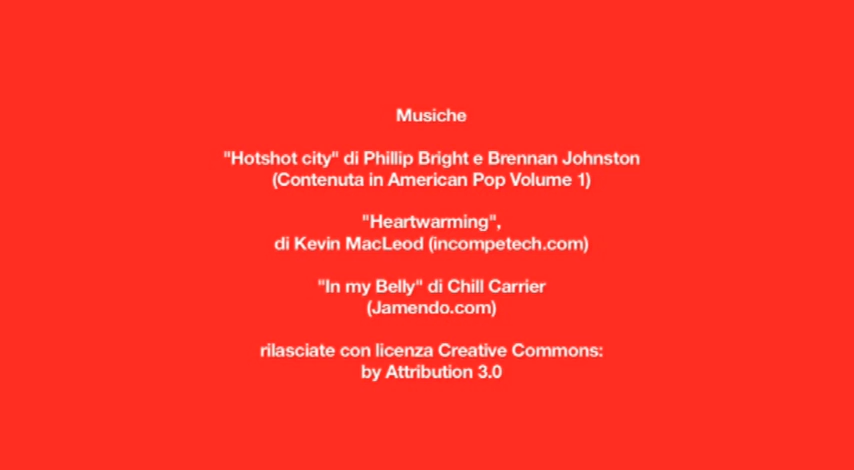 Musiche
"Hotshot city" di Phillip Bright e Brennan Johnston
(Contenuta in American Pop Volume 1)
"Heartwarming",
di Kevin MacLeod (incompetech.com)
"In my Belly" di Chill Carrier
(Jamendo.com)
rilasciate con licenza Creative Commons:
by Attribution 3.0